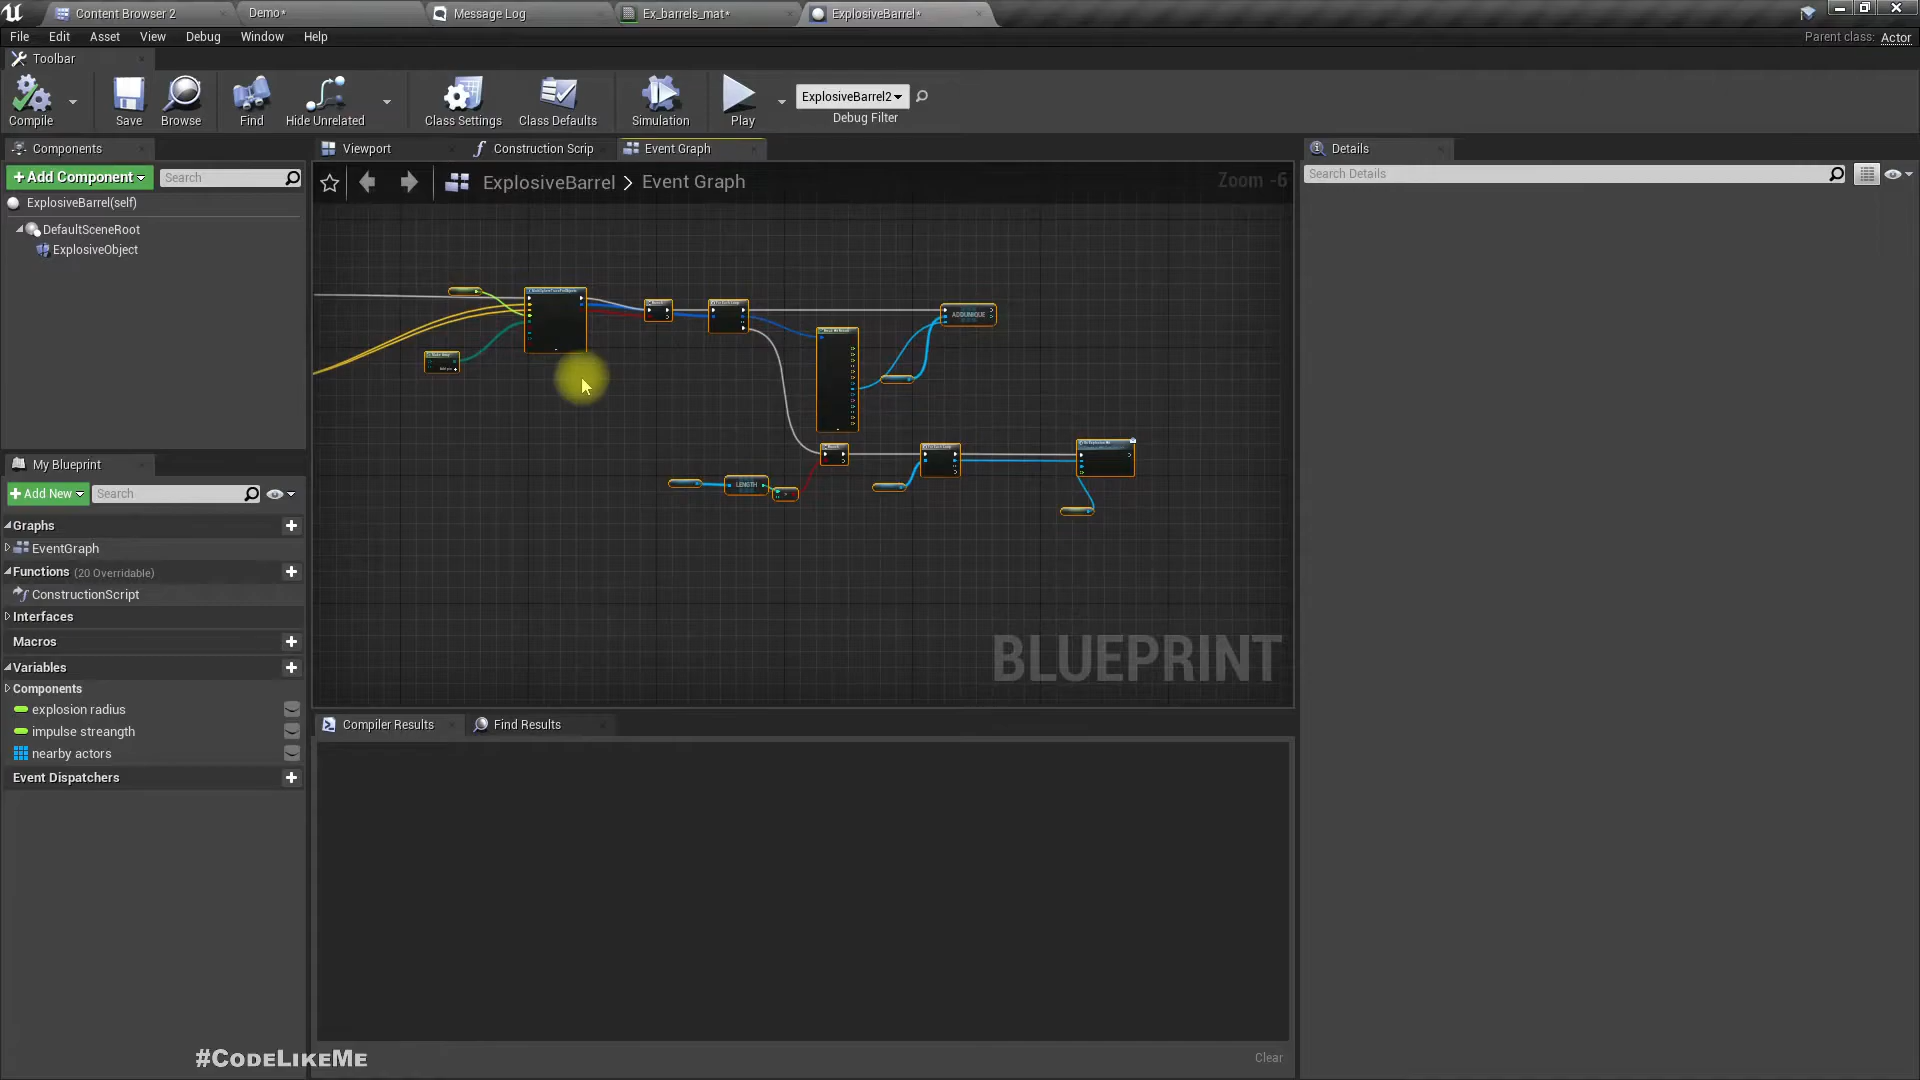 Content Browser 2
Demo*
Message Log
Ex_barrels_mat*
ExplosiveBarrel*
File
Edit
Asset
View
Debug
Window
Help
Parent class: Actor
Toolbar
Compile
Save
Browse
Find
Hide Unrelated
Class Settings
Class Defaults
Simulation
Play
ExplosiveBarrel2
Debug Filter
Components
Viewport
Construction Scrip
Event Graph
Details
+Add Component
Search
ExplosiveBarrel > Event Graph
Zoom -6
Search Details
ExplosiveBarrel(self)
DefaultSceneRoot
ExplosiveObject
ADDUNIQUE
LENGTH
BLUEPRINT
My Blueprint
+Add New
Search
Graphs
EventGraph
Functions (20 Overridable)
ConstructionScript
Interfaces
Macros
Variables
Components
explosion radius
impulse streangth
nearby actors
Event Dispatchers
Compiler Results
Find Results
Clear
#CodeLikeMe